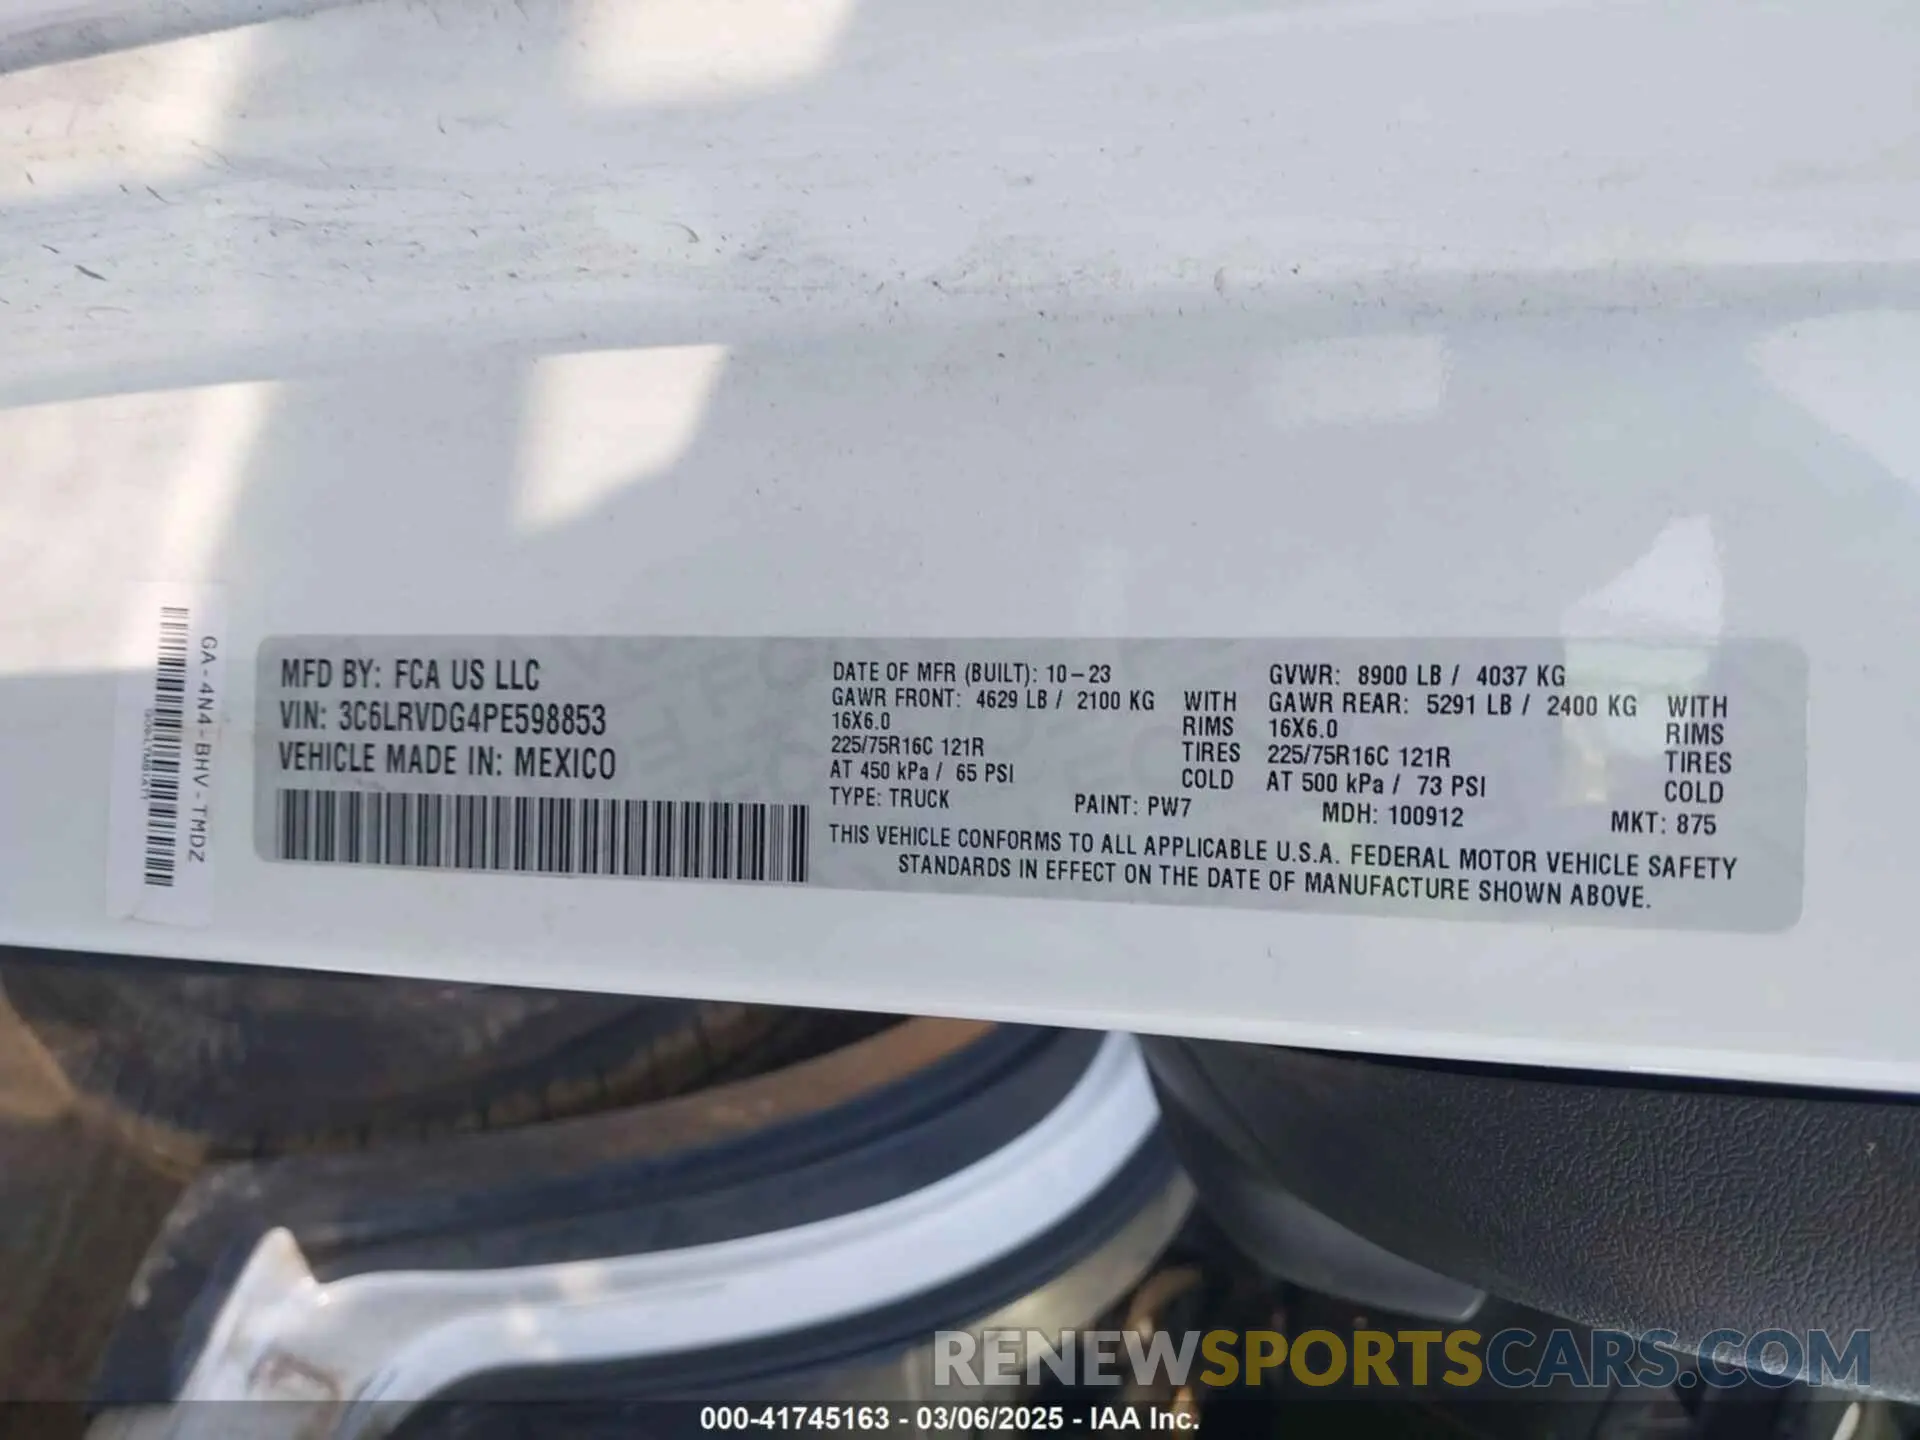 MFD BY: FCA US LLC
VIN: 3C6LRVDG4PE598853
VEHICLE MADE IN: MEXICO
DATE OF MFR (BUILT): 10-23
GAWR FRONT: 4629 LB / 2100 KG WITH
16X6.0 RIMS
225/75R16C 121R TIRES
AT 450 kPa / 65 PSI COLD
TYPE: TRUCK
GVWR: 8900 LB / 4037 KG
GAWR REAR: 5291 LB / 2400 KG WITH
16X6.0 RIMS
225/75R16C 121R TIRES
AT 500 kPa / 73 PSI COLD
PAINT: PW7 MDH: 100912 MKT: 875
THIS VEHICLE CONFORMS TO ALL APPLICABLE U.S.A. FEDERAL MOTOR VEHICLE SAFETY
STANDARDS IN EFFECT ON THE DATE OF MANUFACTURE SHOWN ABOVE.
GA-4N4-BHV-TMDZ
RENEWSPORTSCARS.COM
000-41745163 - 03/06/2025 - IAA Inc.